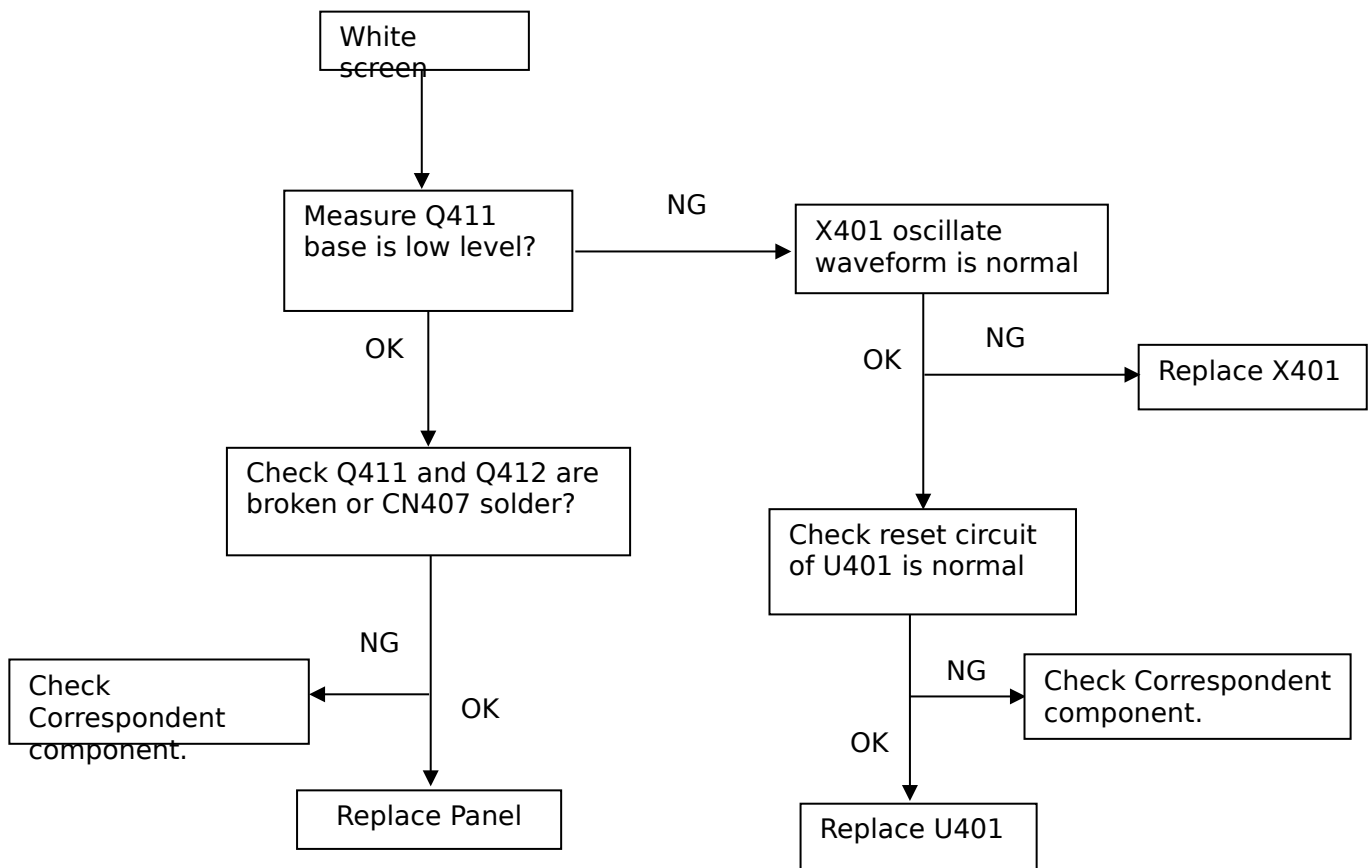 White
screen
Measure Q411
base is low level?
NG
X401 oscillate
waveform is normal
OK
OK
NG
Replace X401
Check Q411 and Q412 are
broken or CN407 solder?
Check reset circuit
of U401 is normal
NG
Check
Correspondent
component.
OK
NG
Check Correspondent
component.
OK
Replace Panel
Replace U401